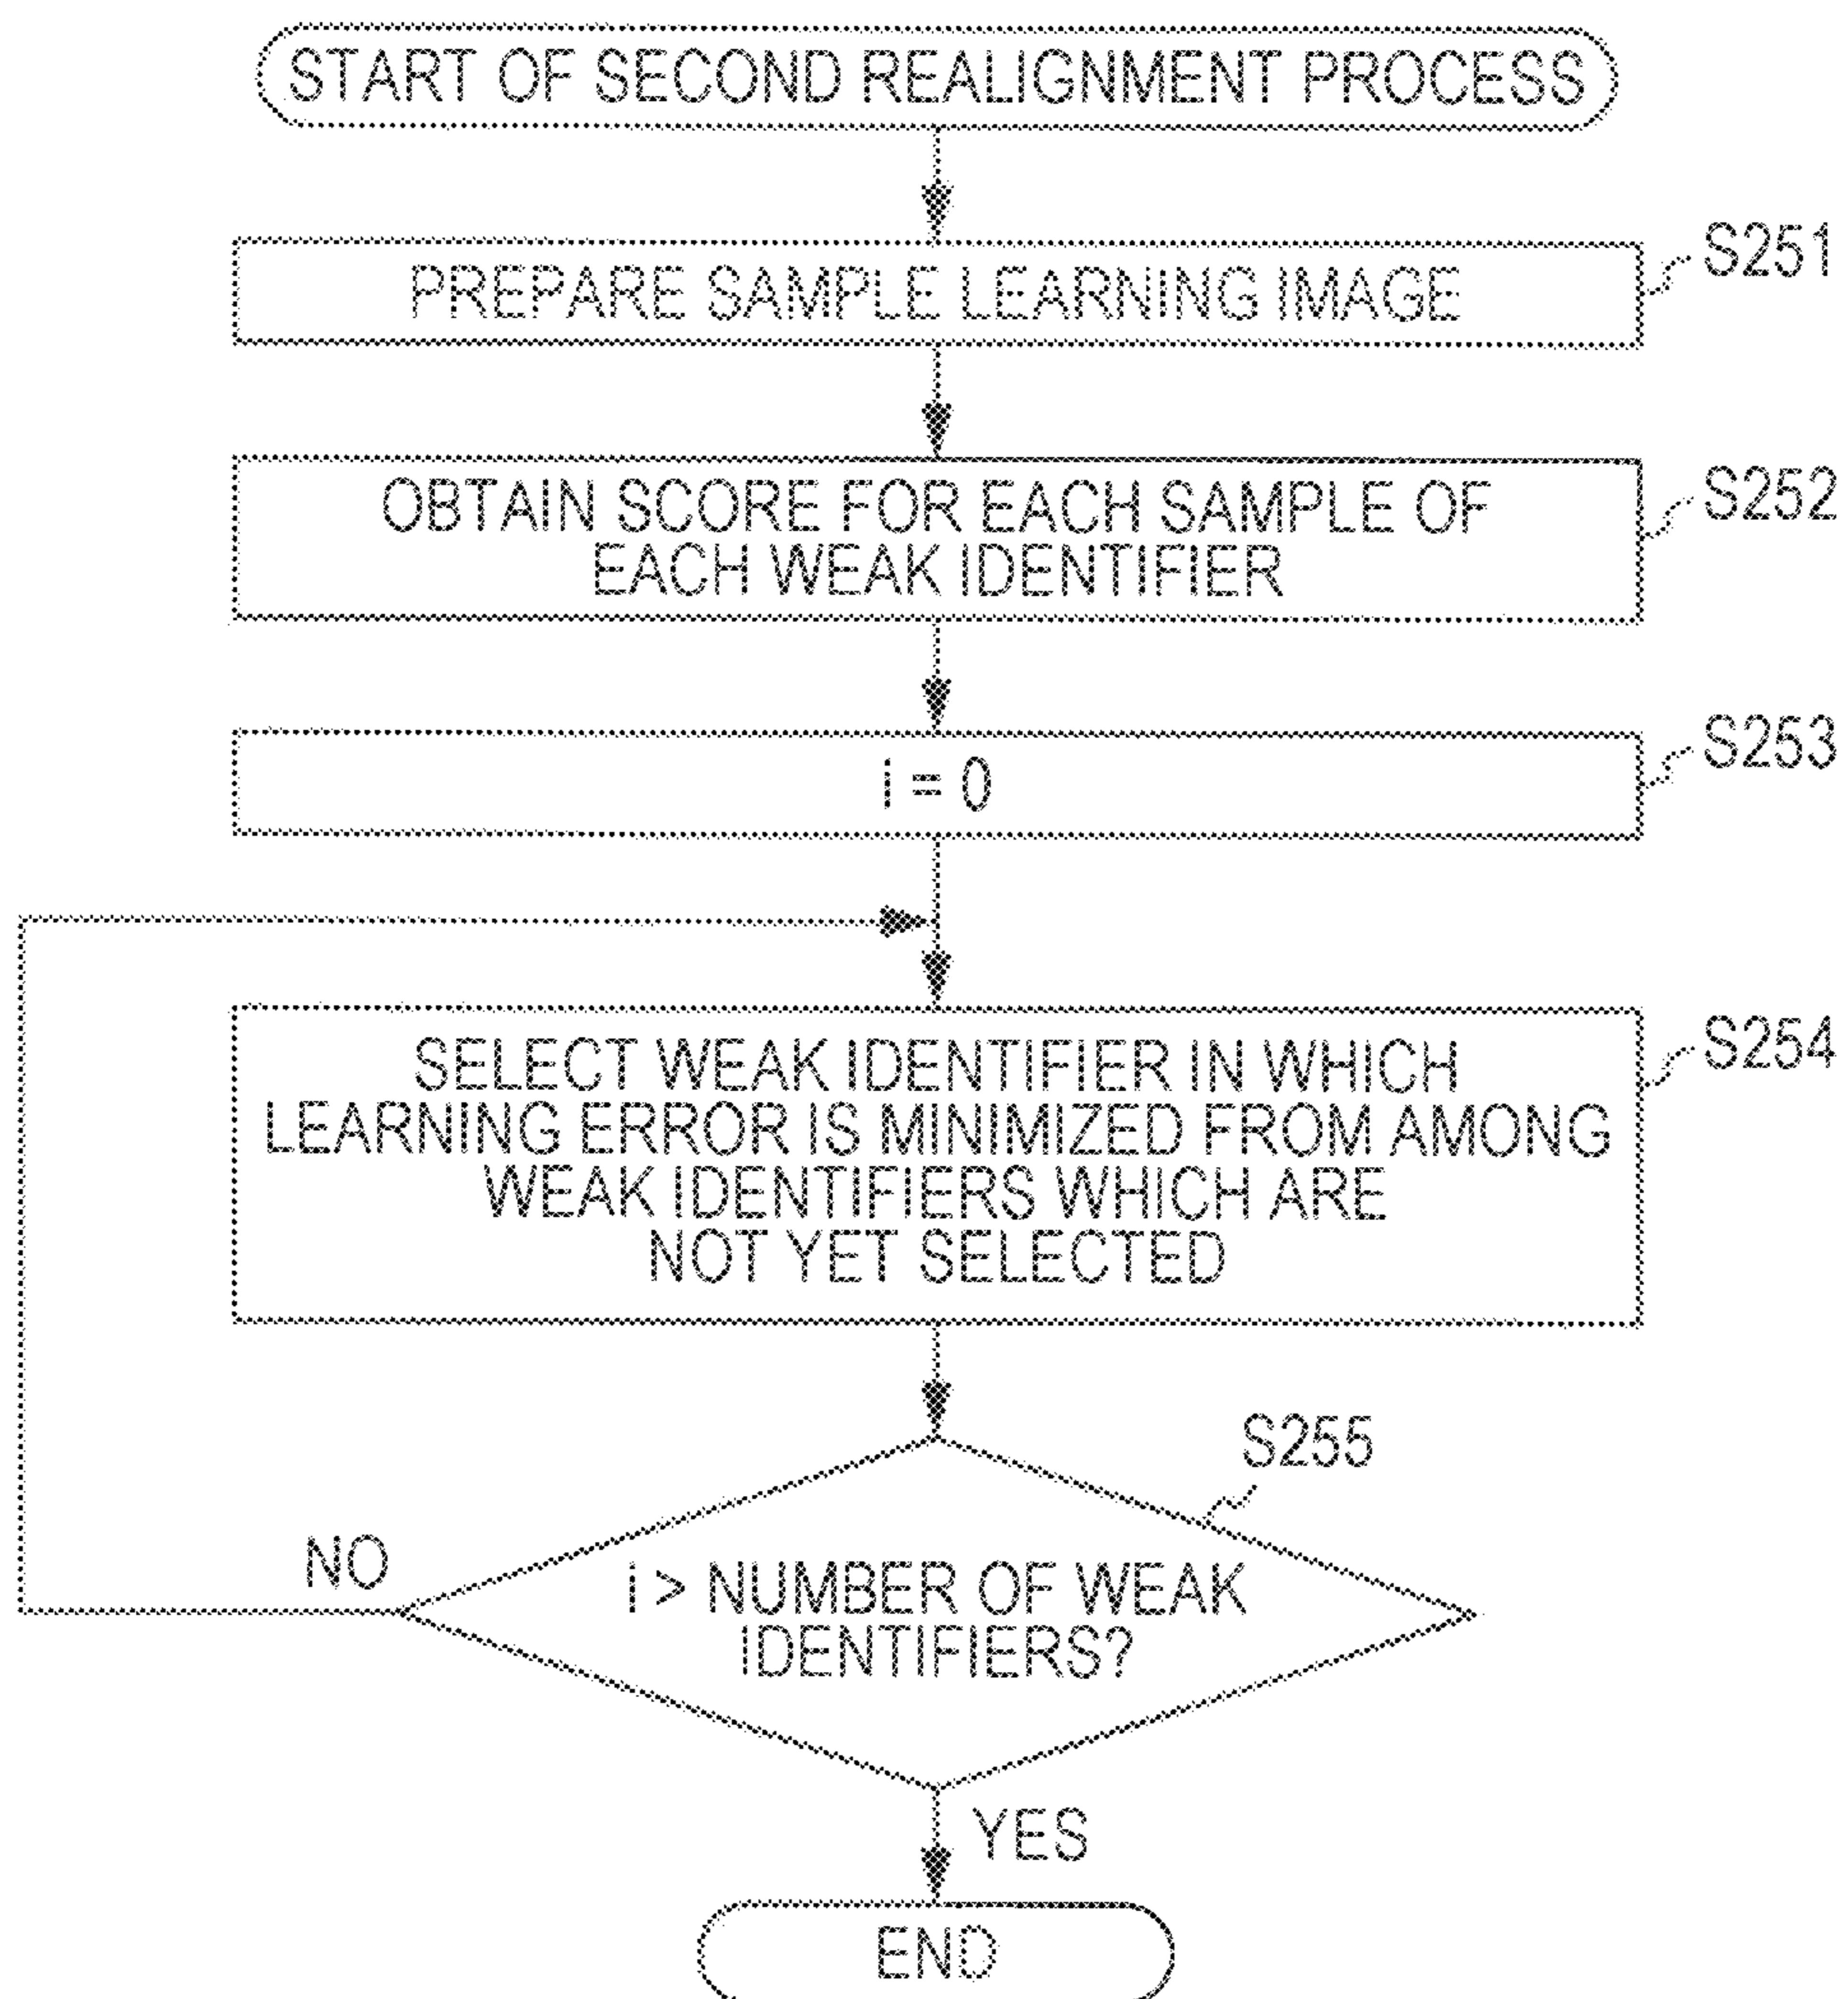 START OF SECOND REALIGNMENT PROCESS
S251
PREPARE SAMPLE LEARNING IMAGE
S252
OBTAIN SCORE FOR EACH SAMPLE OF
EACH WEAK IDENTIFIER
S253
i = 0
S254
SELECT WEAK IDENTIFIER IN WHICH
LEARNING ERROR IS MINIMIZED FROM AMONG
WEAK IDENTIFIERS WHICH ARE
NOT YET SELECTED
S255
NO
i > NUMBER OF WEAK
IDENTIFIERS?
YES
END